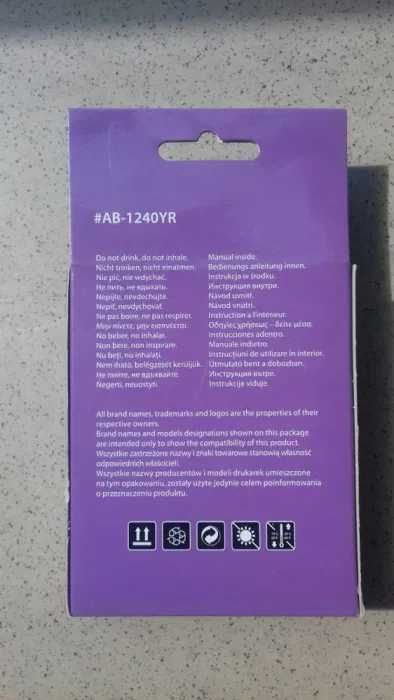 #AB-1240YR
Do not drink, do not inhale.
Nicht trinken, nicht einatmen.
Nie pić, nie wdychać.
Не пить, не вдыхать.
Nepijte, nevdechujte.
Nepiť, nevdychovať.
Ne pas boire, ne pas respirer.
Μην πίνετε, μην εισπνέεται.
No beber, no inhalar.
Non bere, non inspirare.
Nu beți, nu inhalați.
Nem iható, belégzését kerüljük.
Не пийте, не вдихвайте.
Negerti, neuostyti.
Manual inside.
Bedienungs anleitung innen.
Instrukcja w środku.
Инструкция внутри.
Návod uvnitř.
Návod vnútri.
Instruction a l'interieur.
Οδηγίες χρήσεως – δείτε μέσα.
Instrucciones adentro.
Manuale indietro.
Instrucțiuni de utilizare în interior.
Útmutató bent a dobozban.
Инструкция вътре.
Instrukcije viduje.
All brand names, trademarks and logos are the properties of their
respective owners.
Brand names and models designations shown on this package
are intended only to show the compatibility of this product.
Wszystkie zastrzeżone nazwy i znaki towarowe stanowią własność
odpowiednich właścicieli.
Wszystkie nazwy producentów i modeli drukarek umieszczone
na tym opakowaniu, zostały użyte jedynie celem poinformowania
o przeznaczeniu produktu.